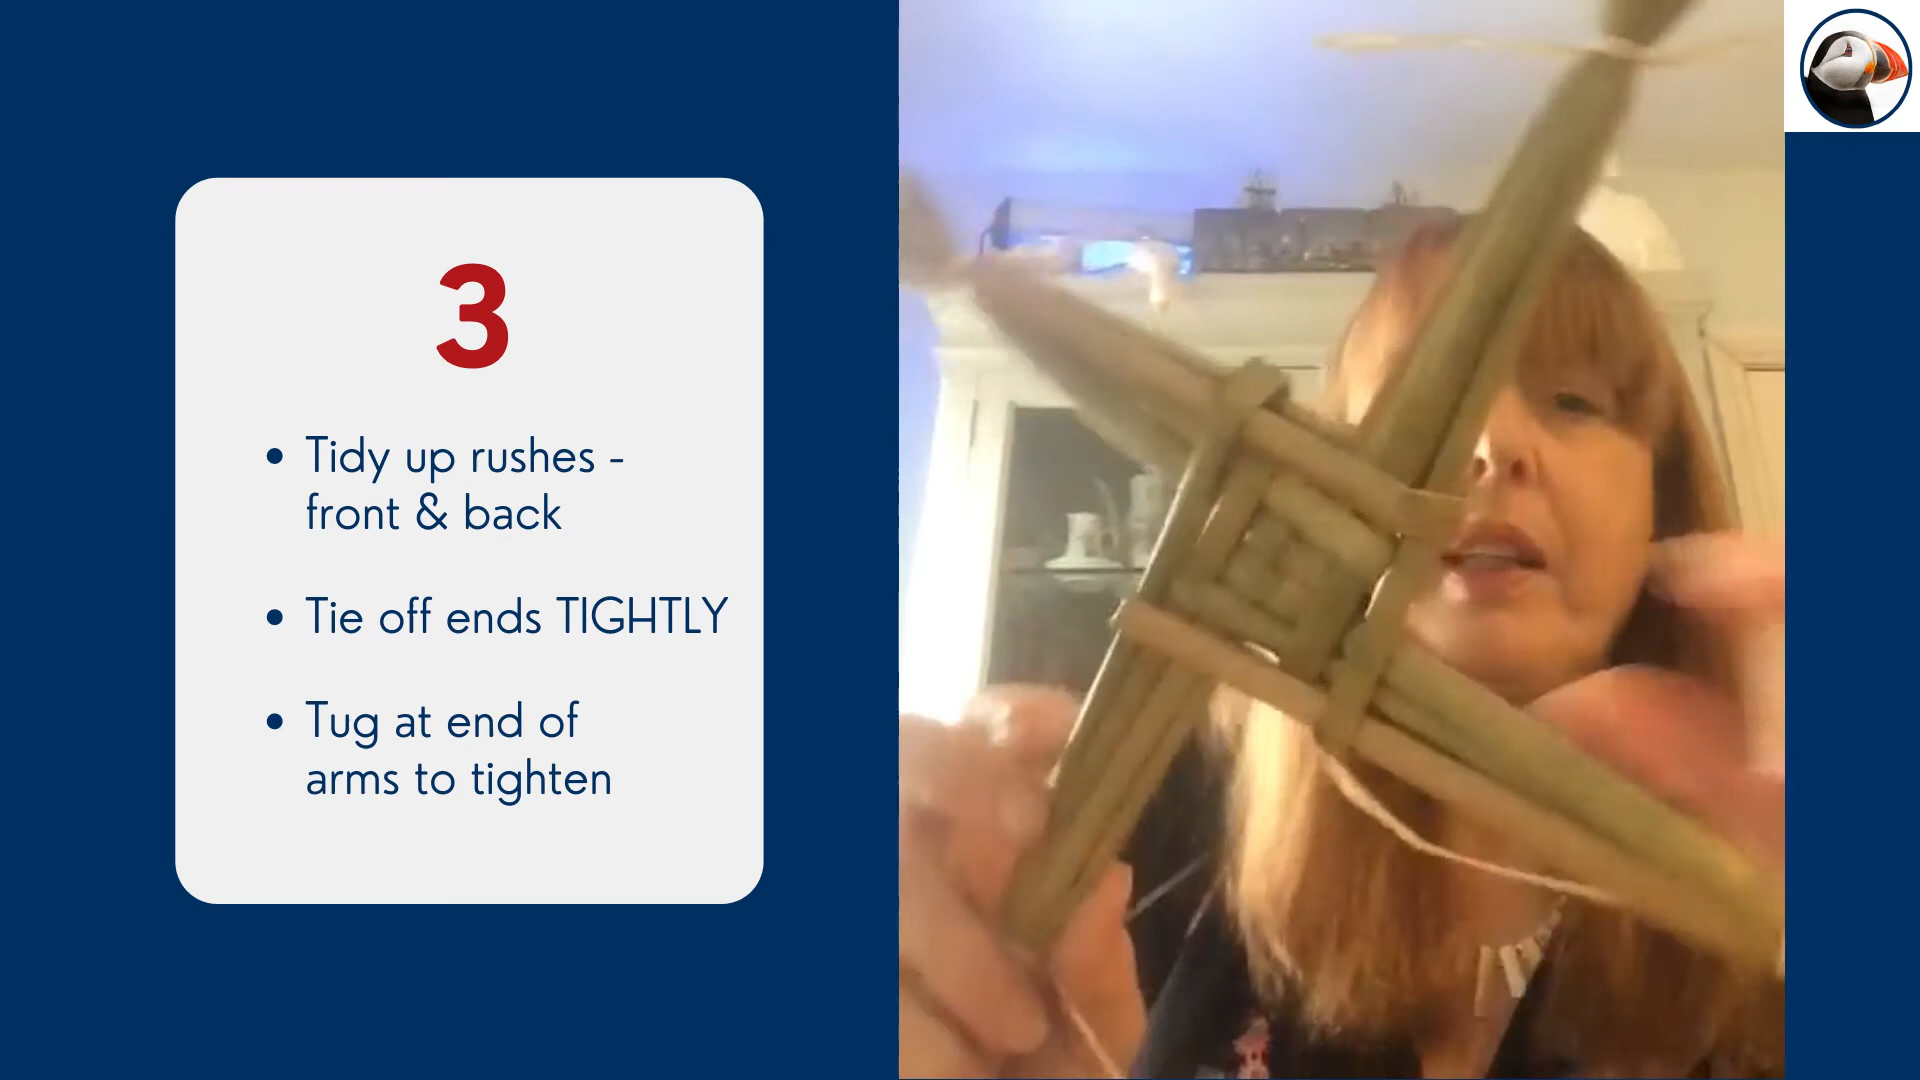 3
• Tidy up rushes -
front & back
• Tie off ends TIGHTLY
• Tug at end of
arms to tighten